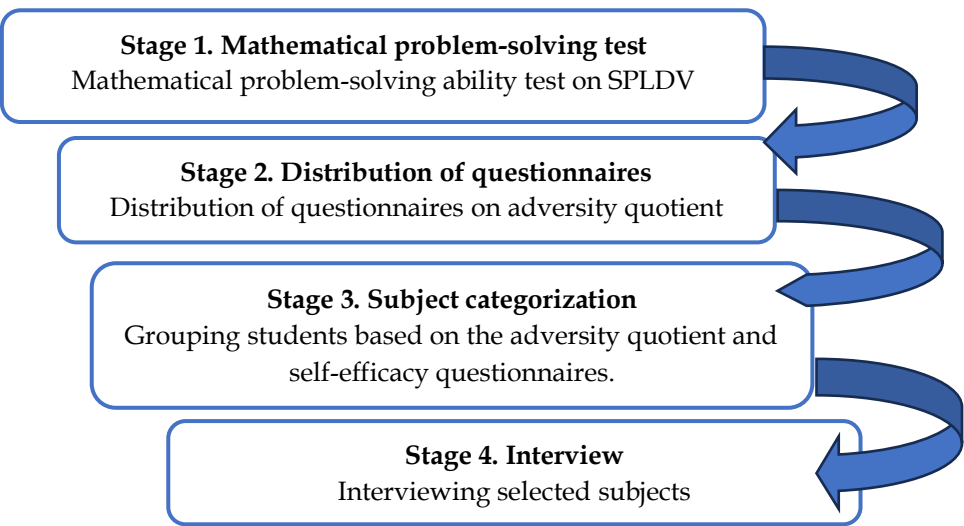 Stage 1. Mathematical problem-solving test
Mathematical problem-solving ability test on SPLDV
Stage 2. Distribution of questionnaires
Distribution of questionnaires on adversity quotient
Stage 3. Subject categorization
Grouping students based on the adversity quotient and
self-efficacy questionnaires.
Stage 4. Interview
Interviewing selected subjects